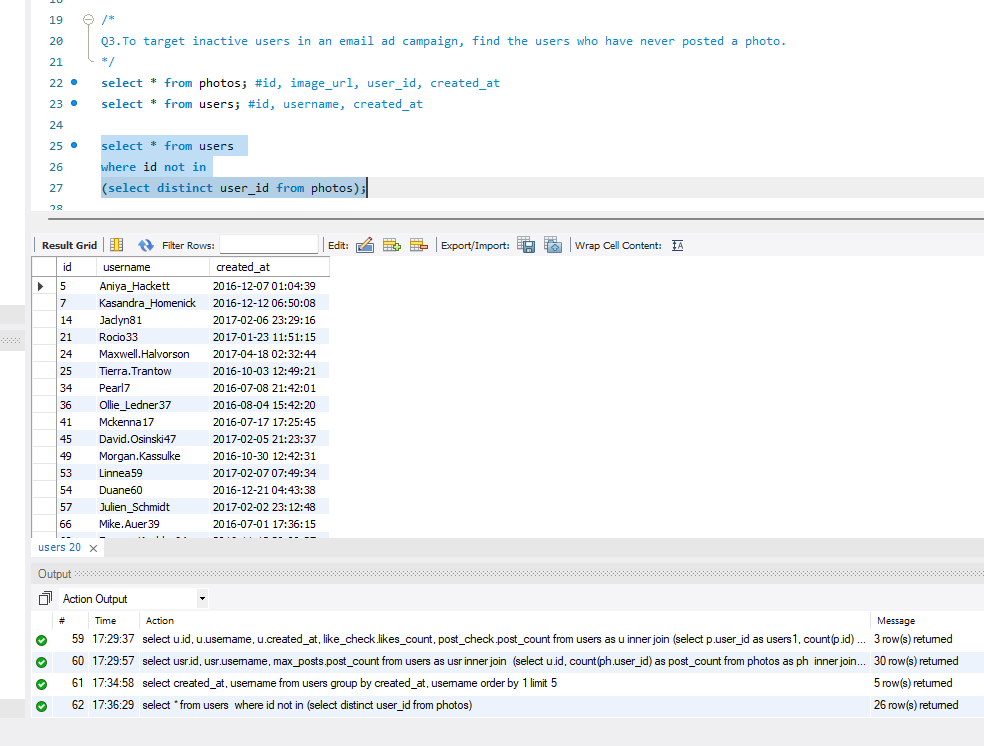 19 /*
20 Q3.To target inactive users in an email ad campaign, find the users who have never posted a photo.
21 */
22 select * from photos; #id, image_url, user_id, created_at
23 select * from users; #id, username, created_at
24
25 select * from users
26 where id not in
27 (select distinct user_id from photos);
28
Result Grid Filter Rows: Edit: Export/Import: Wrap Cell Content: IA
id username created_at
5 Aniya_Hackett 2016-12-07 01:04:39
7 Kasandra_Homenick 2016-12-12 06:50:08
14 Jaclyn81 2017-02-06 23:29:16
21 Rocio33 2017-01-23 11:51:15
24 Maxwell.Halvorson 2017-04-18 02:32:44
25 Tierra.Trantow 2016-10-03 12:49:21
34 Pearl7 2016-07-08 21:42:01
36 Ollie_Ledner37 2016-08-04 15:42:20
41 Mckenna17 2016-07-17 17:25:45
45 David.Osinski47 2017-02-05 21:23:37
49 Morgan.Kassulke 2016-10-30 12:42:31
53 Linnea59 2017-02-07 07:49:34
54 Duane60 2016-12-21 04:43:38
57 Julien_Schmidt 2017-02-02 23:12:48
66 Mike.Auer39 2016-07-01 17:36:15
users 20
Output
Action Output
# Time Action Message
59 17:29:37 select u.id, u.username, u.created_at, like_check.likes_count, post_check.post_count from users as u inner join (select p.user_id as users1, count(p.id) ... 3 row(s) returned
60 17:29:57 select usr.id, usr.username, max_posts.post_count from users as usr inner join (select u.id, count(ph.user_id) as post_count from photos as ph inner join... 30 row(s) returned
61 17:34:58 select created_at, username from users group by created_at, username order by 1 limit 5 5 row(s) returned
62 17:36:29 select * from users where id not in (select distinct user_id from photos) 26 row(s) returned